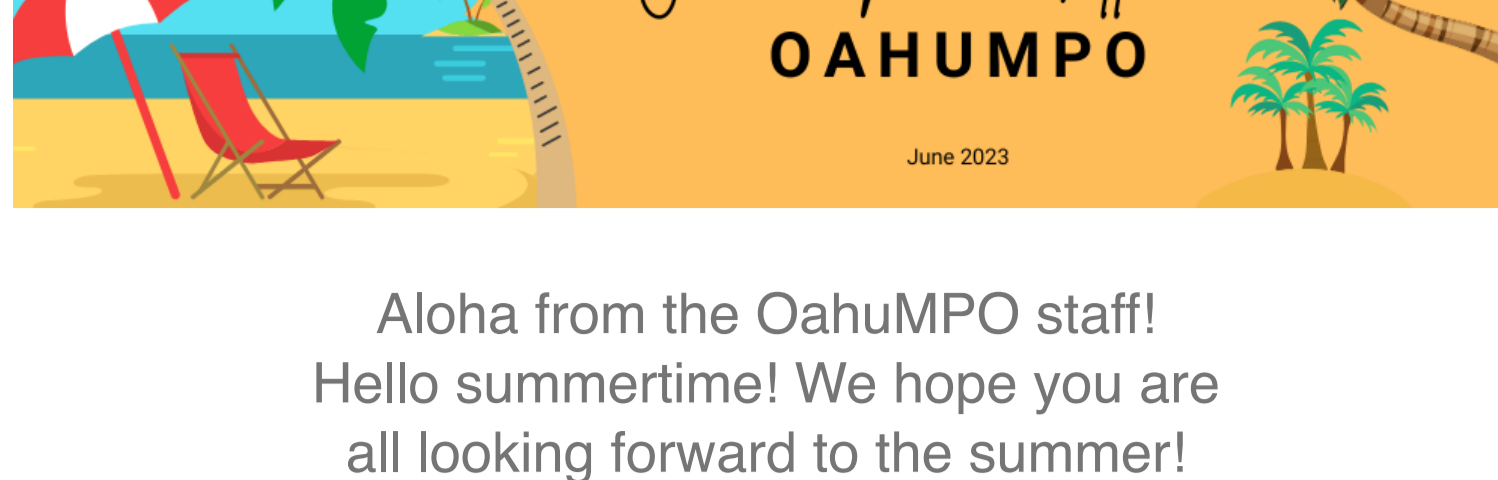 OAHUMPO
June 2023
Aloha from the OahuMPO staff!
Hello summertime! We hope you are
all looking forward to the summer!